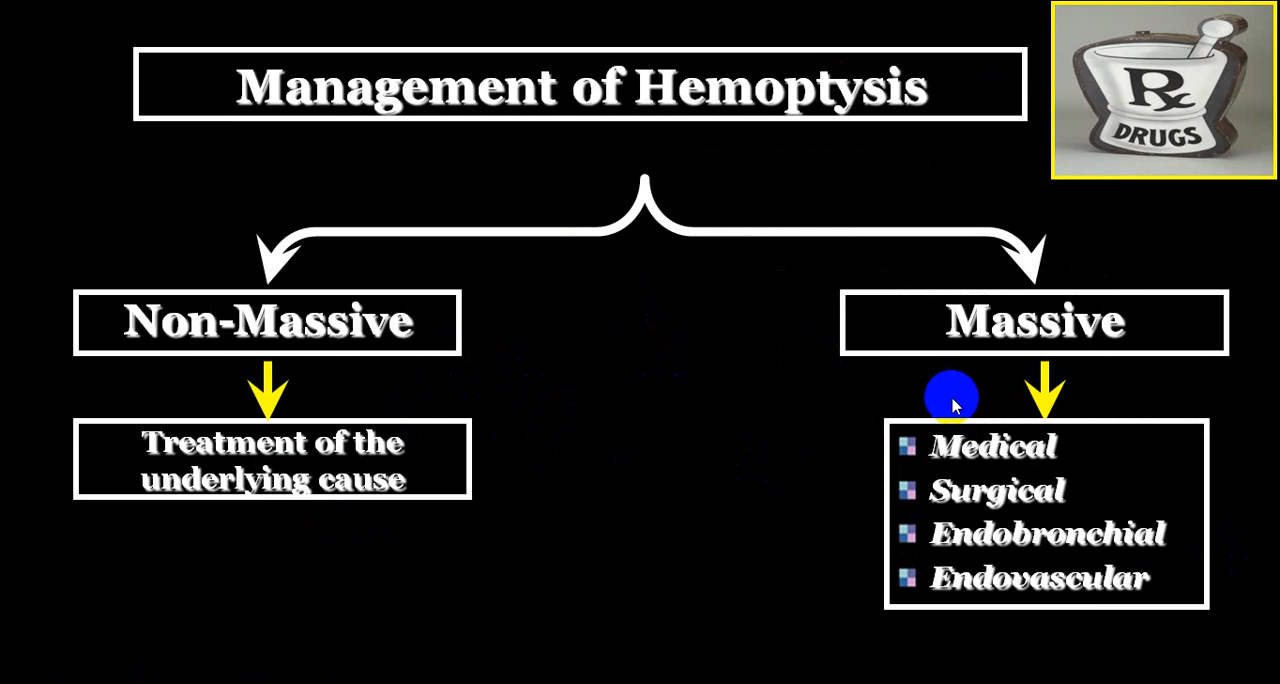 Management of Hemoptysis
Rx
DRUGS
Non-Massive
Massive
Treatment of the
underlying cause
Medical
Surgical
Endobronchial
Endovascular